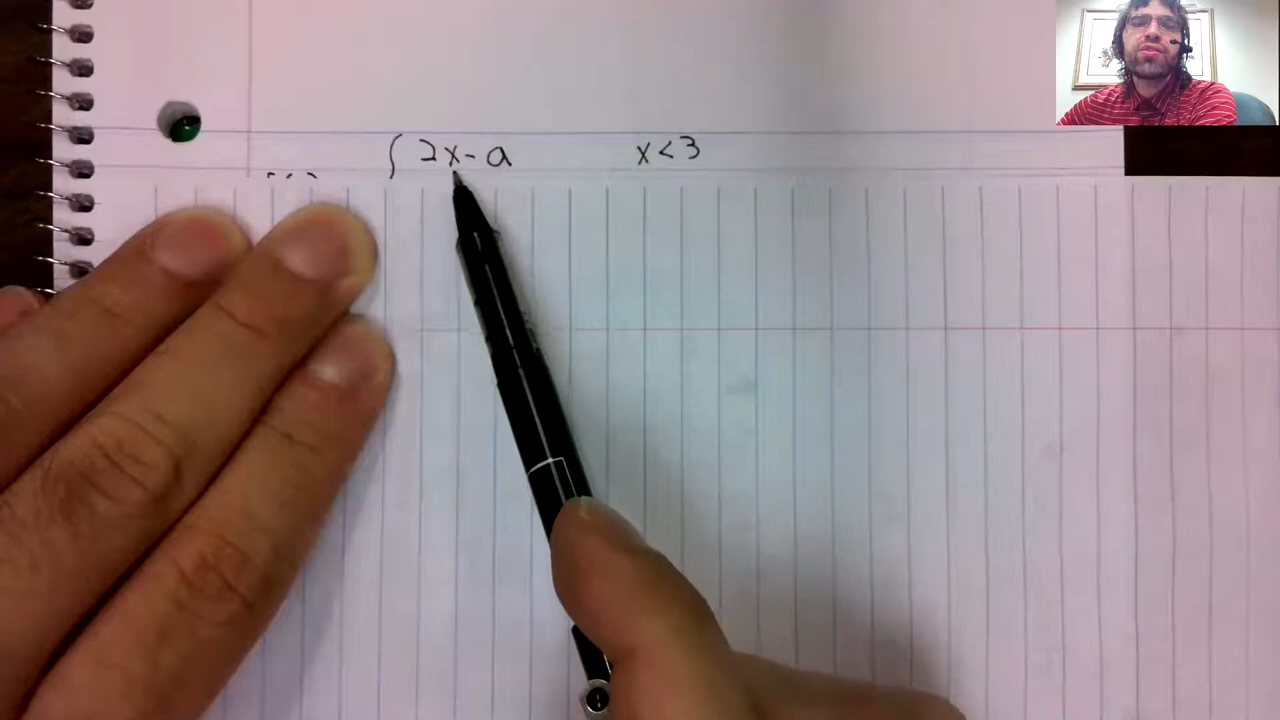 { 2x - a x < 3